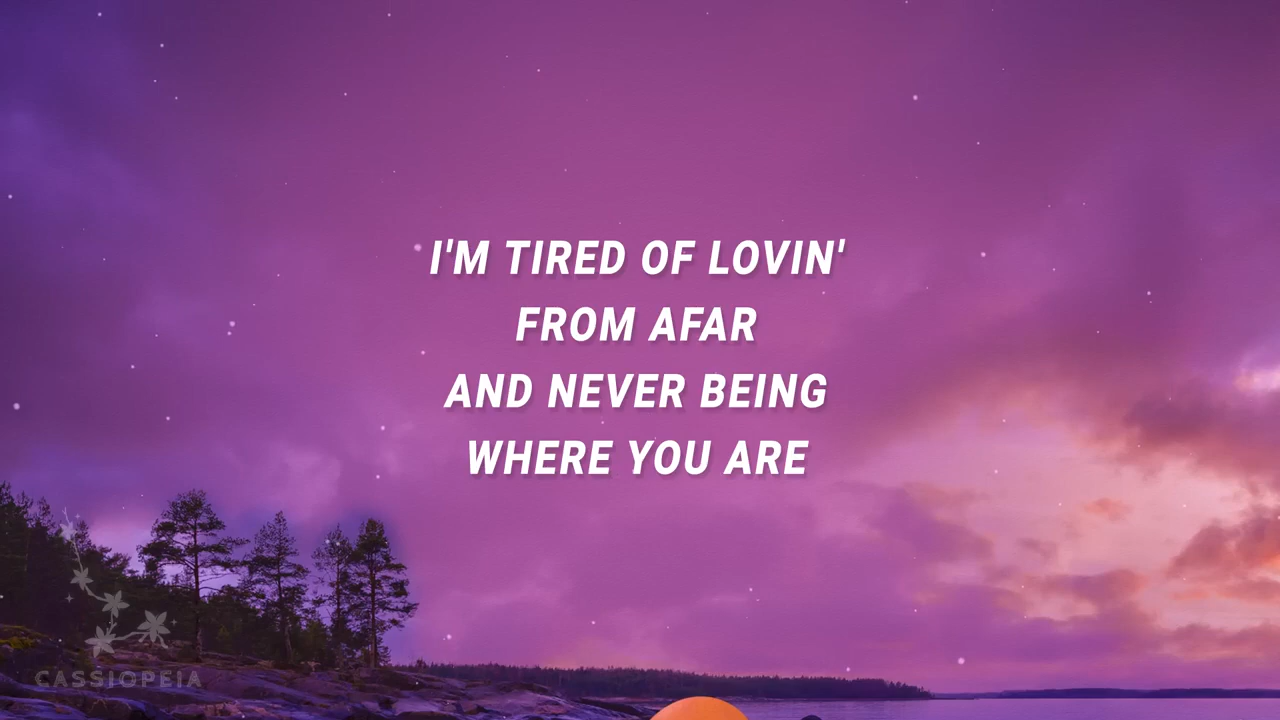 I'M TIRED OF LOVIN'
FROM AFAR
AND NEVER BEING
WHERE YOU ARE
CASSIOPEIA